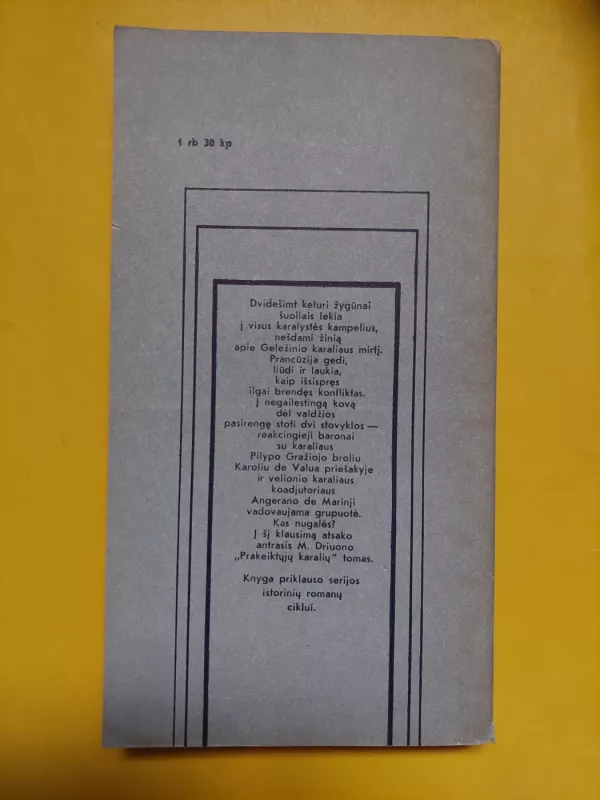 1 rb 30 kp
Dvidešimt keturi žygūnai
šuoliais lekia
į visus karalystės kampelius,
nešdami žinią
apie Geležinio karaliaus mirtį.
Prancūzija gedi,
liūdi ir laukia,
kaip išsispręs
ilgai brendęs konfliktas.
Į negailestingą kovą
dėl valdžios
pasirengę stoti dvi stovyklos —
reakcingieji baronai
su karaliaus
Pilypo Gražiojo broliu
Karoliu de Valua priešakyje
ir velionio karaliaus
koadjutoriaus
Angerano de Marinji
vadovaujama grupuotė.
Kas nugalės?
Į šį klausimą atsako
antrasis M. Driuono
„Prakeiktųjų karalių" tomas.
Knyga priklauso serijos
istorinių romanų
ciklui.